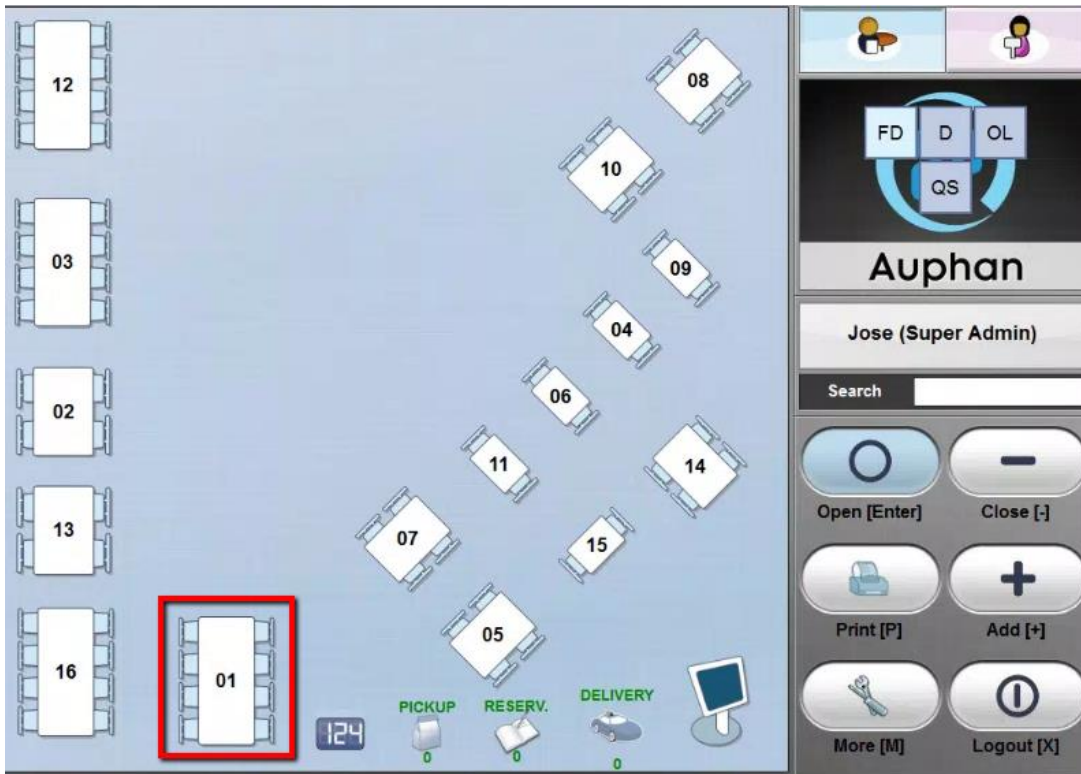 12
03
02
13
16
01
08
10
09
04
06
11
07
14
15
05
124
PICKUP
0
RESERV.
0
DELIVERY
0
FD D OL
QS
Auphan
Jose (Super Admin)
Search
Open [Enter] Close [-]
Print [P] Add [+]
More [M] Logout [X]